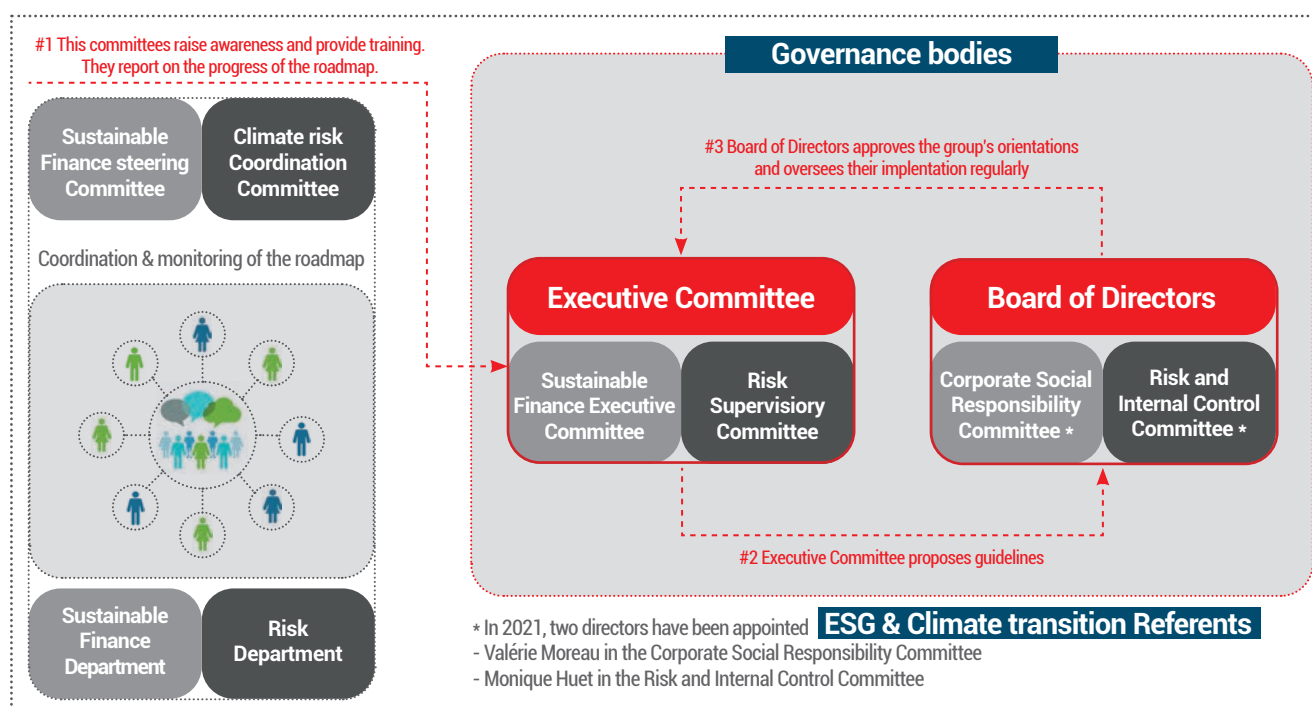 #1 This committees raise awareness and provide training.
They report on the progress of the roadmap.
Sustainable
Finance steering
Committee
Climate risk
Coordination
Committee
Coordination & monitoring of the roadmap
Sustainable
Finance
Department
Risk
Department
Governance bodies
#3 Board of Directors approves the group's orientations
and oversees their implentation regularly
Executive Committee
Sustainable
Finance Executive
Committee
Risk
Supervisiory
Committee
Board of Directors
Corporate Social
Responsibility
Committee *
Risk and
Internal Control
Committee *
#2 Executive Committee proposes guidelines
* In 2021, two directors have been appointed ESG & Climate transition Referents
- Valérie Moreau in the Corporate Social Responsibility Committee
- Monique Huet in the Risk and Internal Control Committee